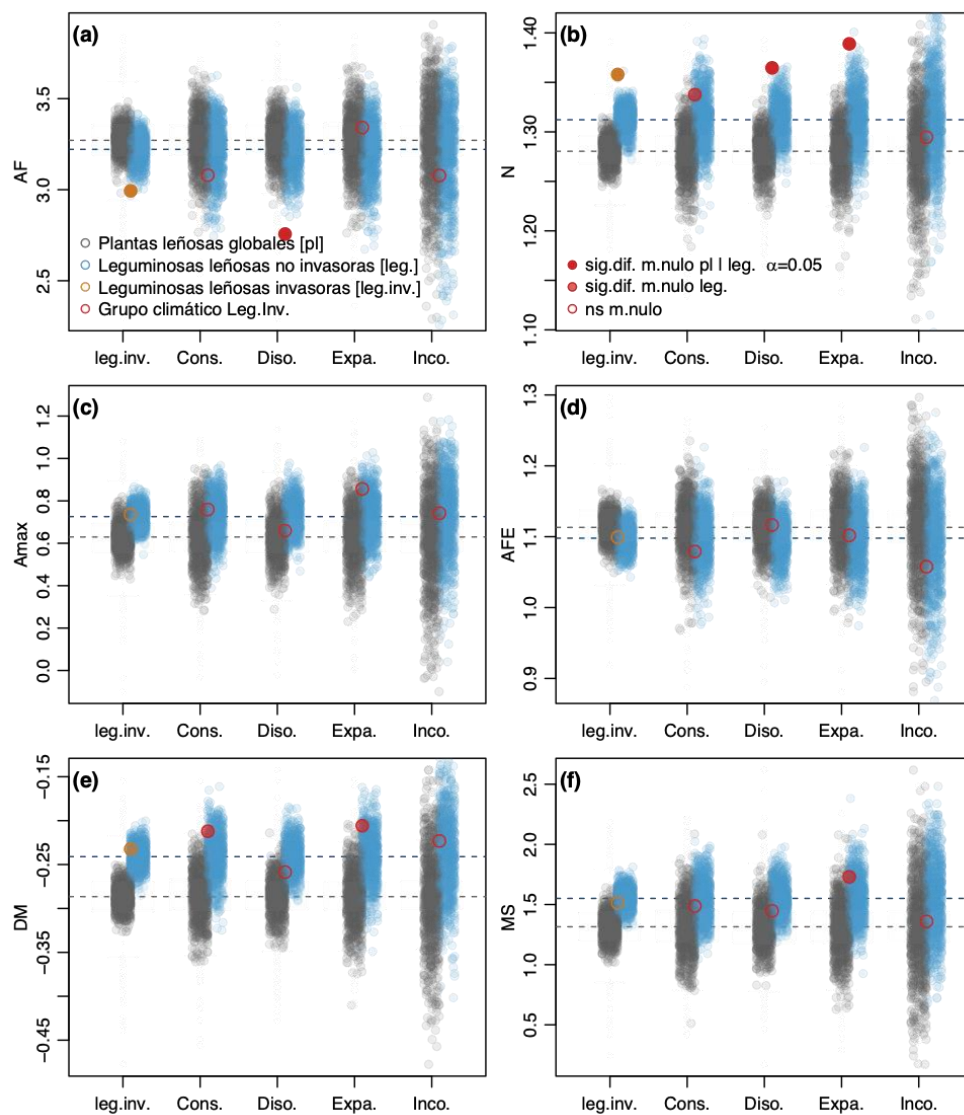 (a)
AF
3.5
3.0
2.5
Plantas leñosas globales [pl]
Leguminosas leñosas no invasoras [leg.]
Leguminosas leñosas invasoras [leg.inv.]
Grupo climático Leg.Inv.
leg.inv. Cons. Diso. Expa. Inco.
(b)
N
1.40
1.30
1.20
1.10
sig.dif. m.nulo pl | leg. α=0.05
sig.dif. m.nulo leg.
ns m.nulo
leg.inv. Cons. Diso. Expa. Inco.
(c)
Amax
1.2
1.0
0.8
0.6
0.4
0.2
0.0
leg.inv. Cons. Diso. Expa. Inco.
(d)
AFE
1.3
1.2
1.1
1.0
0.9
leg.inv. Cons. Diso. Expa. Inco.
(e)
DM
−0.15
−0.25
−0.35
−0.45
leg.inv. Cons. Diso. Expa. Inco.
(f)
MS
2.5
2.0
1.5
1.0
0.5
leg.inv. Cons. Diso. Expa. Inco.